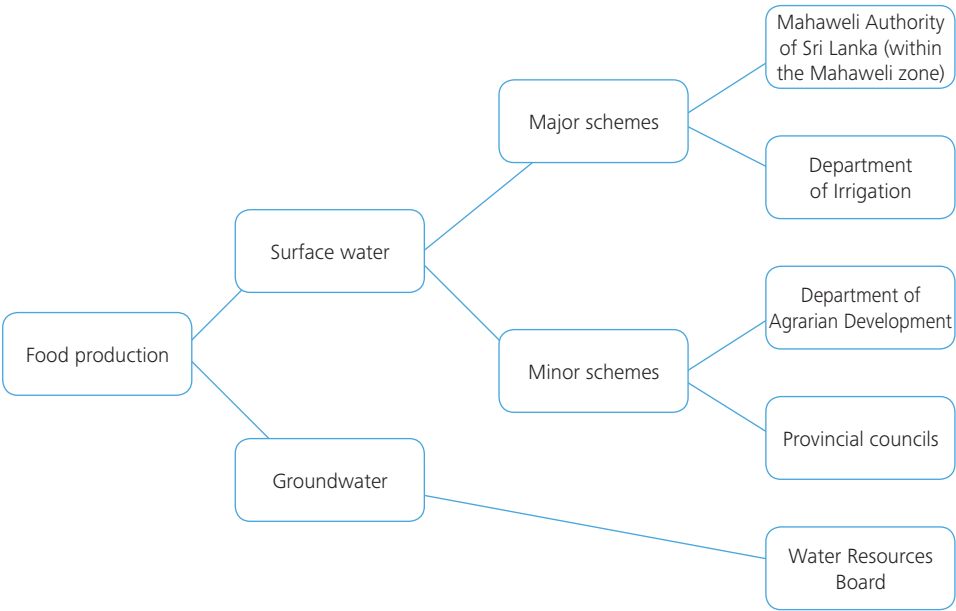 Mahaweli Authority
of Sri Lanka (within
the Mahaweli zone)
Major schemes
Department
of Irrigation
Surface water
Department of
Agrarian Development
Food production
Minor schemes
Provincial councils
Groundwater
Water Resources
Board